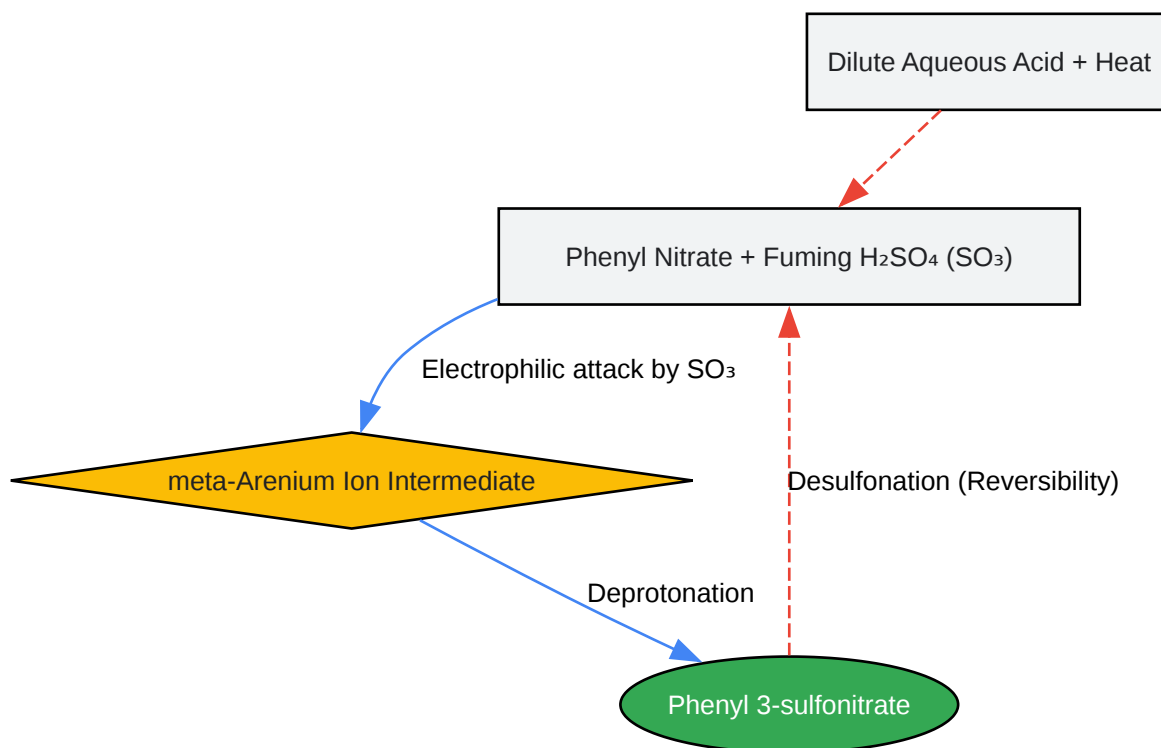 Dilute Aqueous Acid + Heat
Phenyl Nitrate + Fuming H₂SO₄ (SO₃)
Electrophilic attack by SO₃
meta-Arenium Ion Intermediate
Desulfonation (Reversibility)
Deprotonation
Phenyl 3-sulfonitrate